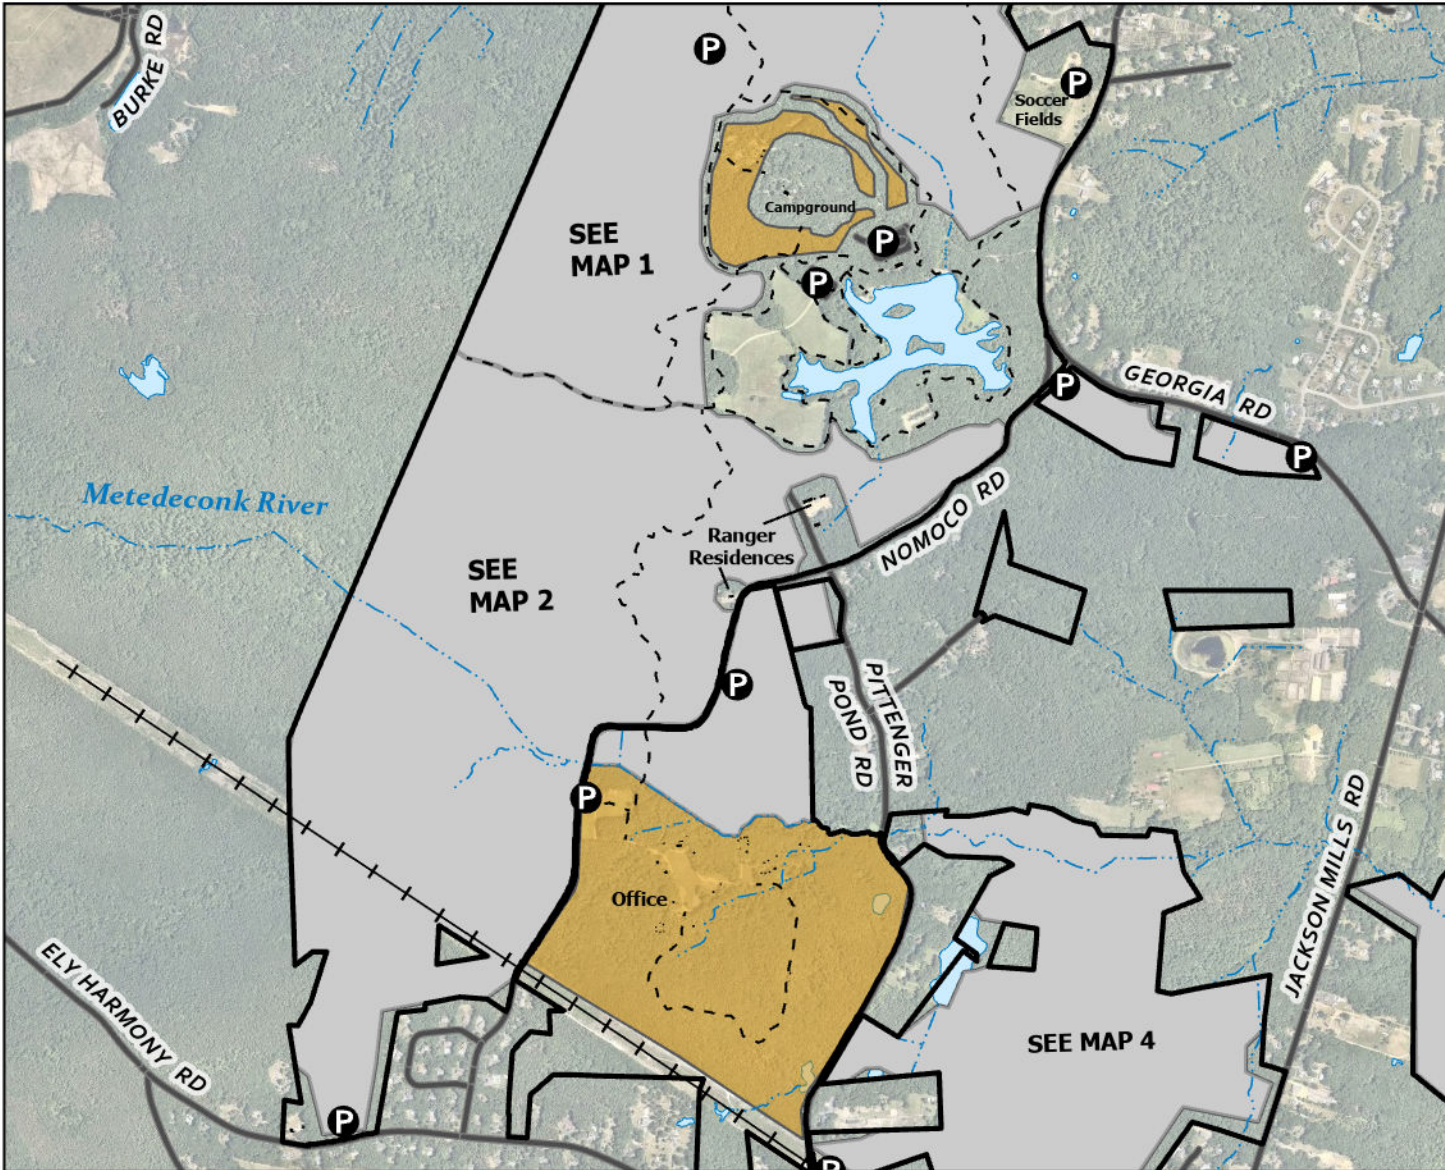 BURKE RD
P
P
Soccer
Fields
Campground
P
P
SEE
MAP 1
P
GEORGIA RD
P
Metedeconk River
NOMOCO RD
Ranger
Residences
SEE
MAP 2
P
PITTENGER
POND RD
P
JACKSON MILLS RD
Office
ELY HARMONY RD
SEE MAP 4
P
P